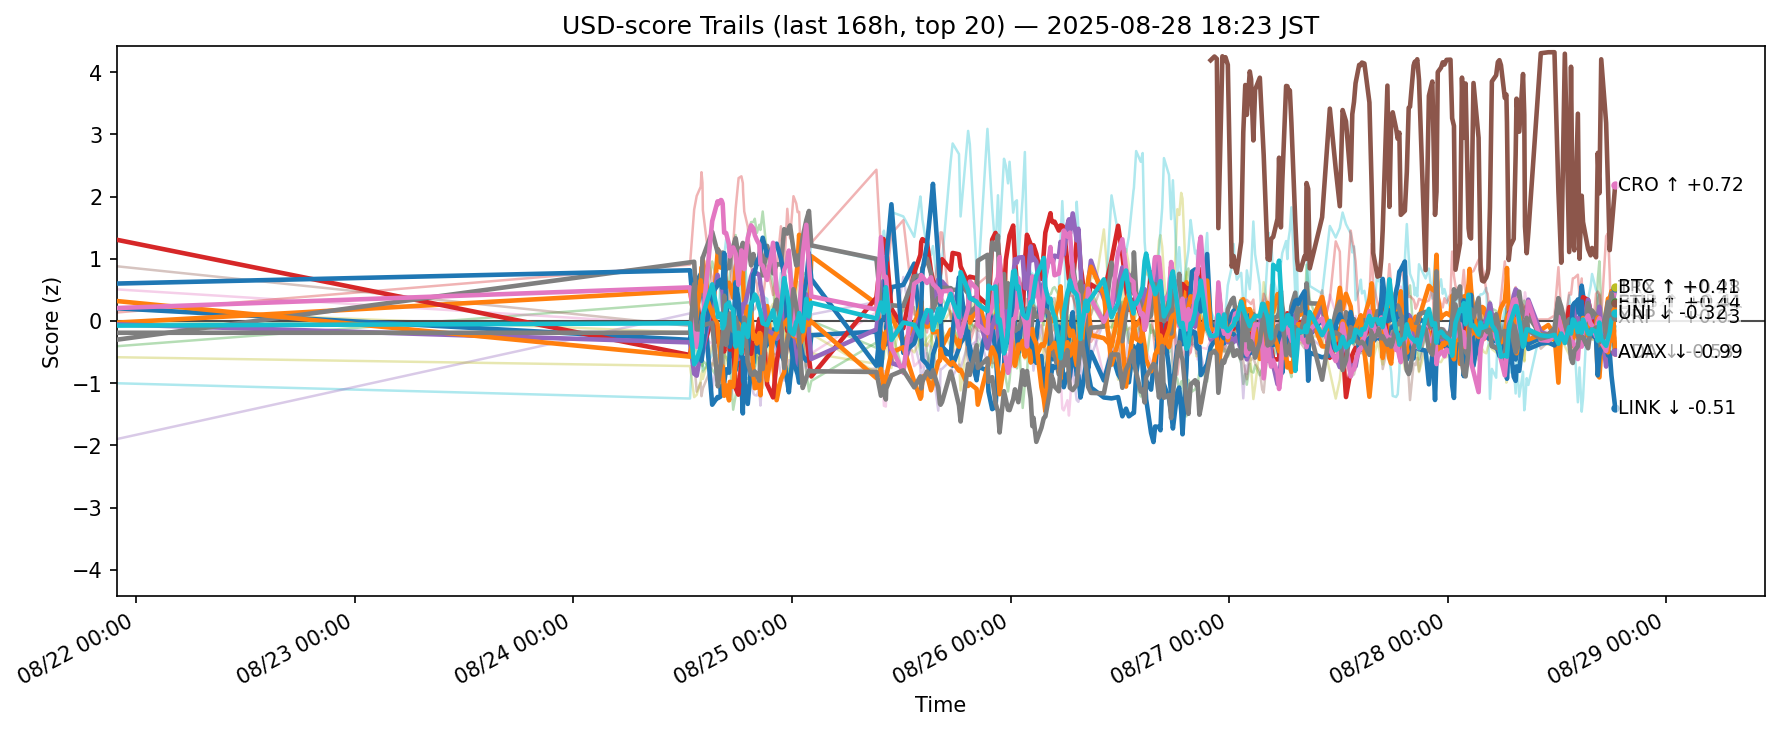 USD-score Trails (last 168h, top 20) — 2025-08-28 18:23 JST
Score (z)
4
3
2
1
0
−1
−2
−3
−4
CRO ↑ +0.72
BTC ↑ +0.41
UNI ↓ -0.32
AVAX ↓ -0.99
LINK ↓ -0.51
08/22 00:00
08/23 00:00
08/24 00:00
08/25 00:00
08/26 00:00
08/27 00:00
08/28 00:00
08/29 00:00
Time